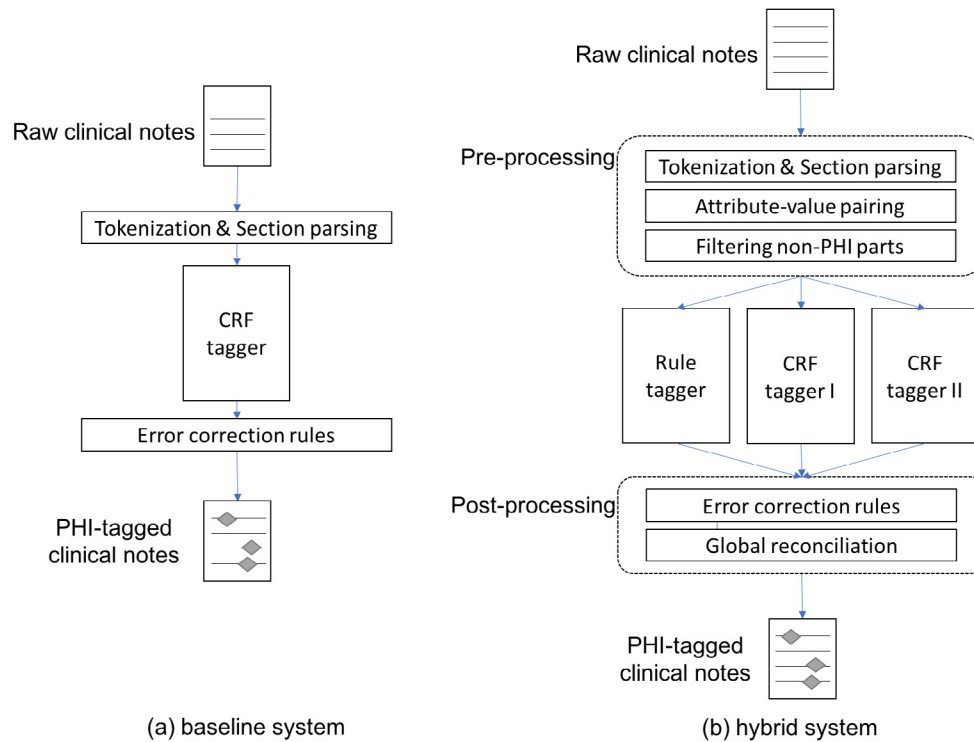 Raw clinical notes
Tokenization & Section parsing
CRF
tagger
Error correction rules
PHI-tagged
clinical notes
(a) baseline system
Raw clinical notes
Pre-processing
Tokenization & Section parsing
Attribute-value pairing
Filtering non-PHI parts
Rule
tagger
CRF
tagger I
CRF
tagger II
Post-processing
Error correction rules
Global reconciliation
PHI-tagged
clinical notes
(b) hybrid system